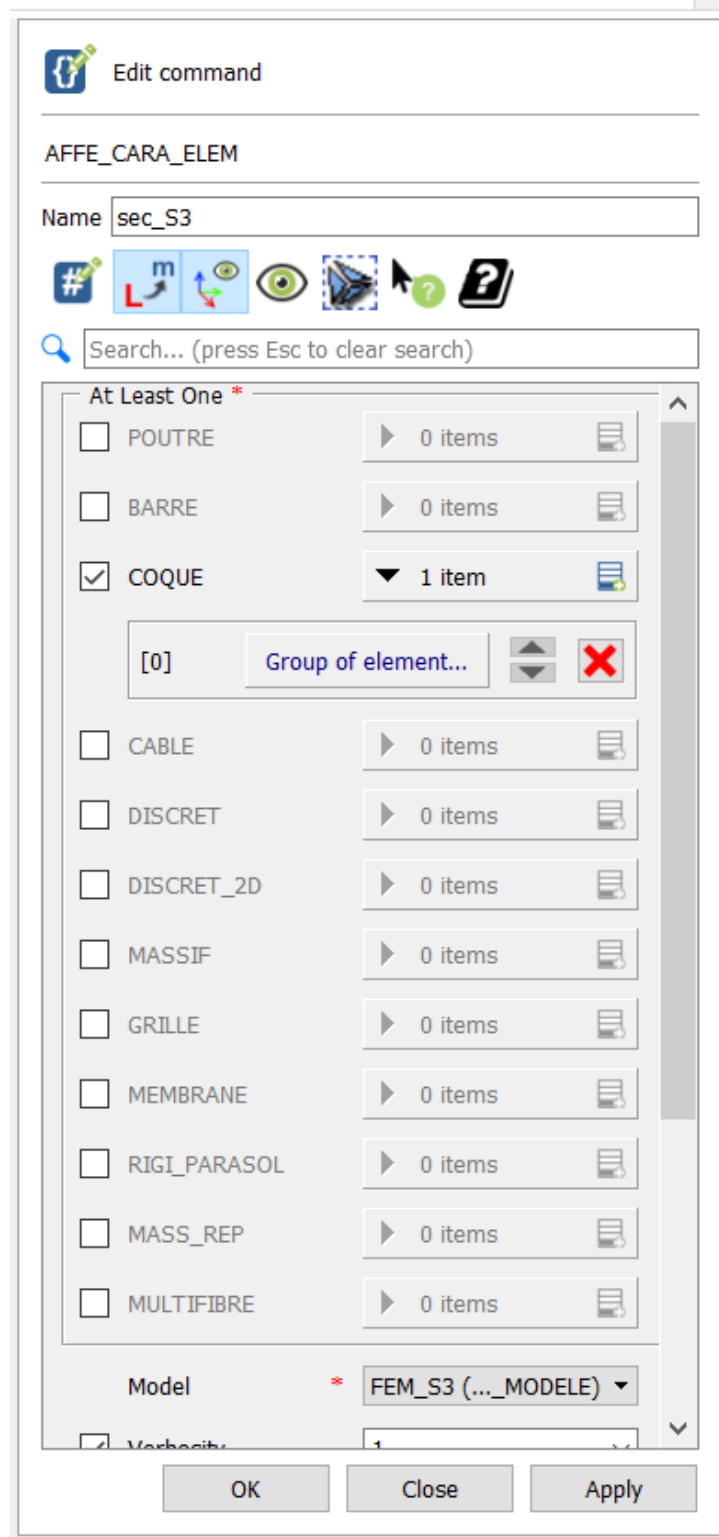 Edit command
AFFE_CARA_ELEM
Name sec_S3
Search... (press Esc to clear search)
At Least One *
POUTRE 0 items
BARRE 0 items
COQUE 1 item
[0] Group of element...
CABLE 0 items
DISCRET 0 items
DISCRET_2D 0 items
MASSIF 0 items
GRILLE 0 items
MEMBRANE 0 items
RIGI_PARASOL 0 items
MASS_REP 0 items
MULTIFIBRE 0 items
Model * FEM_S3 (..._MODELE)
Verbosity 1
OK Close Apply